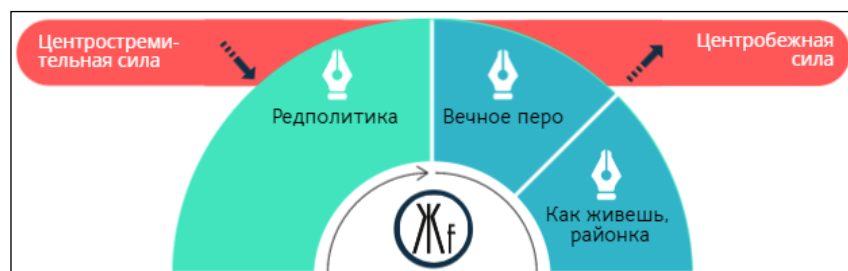 Центростреми-
тельная сила
Центробежная
сила
Редполитика
Вечное перо
Как живешь,
районка
Жf